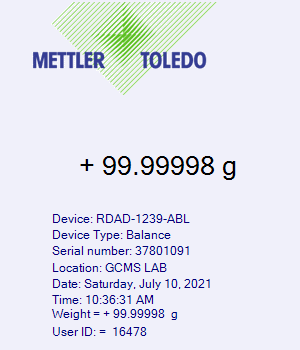 METTLER TOLEDO
+ 99.99998 g
Device: RDAD-1239-ABL
Device Type: Balance
Serial number: 37801091
Location: GCMS LAB
Date: Saturday, July 10, 2021
Time: 10:36:31 AM
Weight = + 99.99998 g
User ID: = 16478